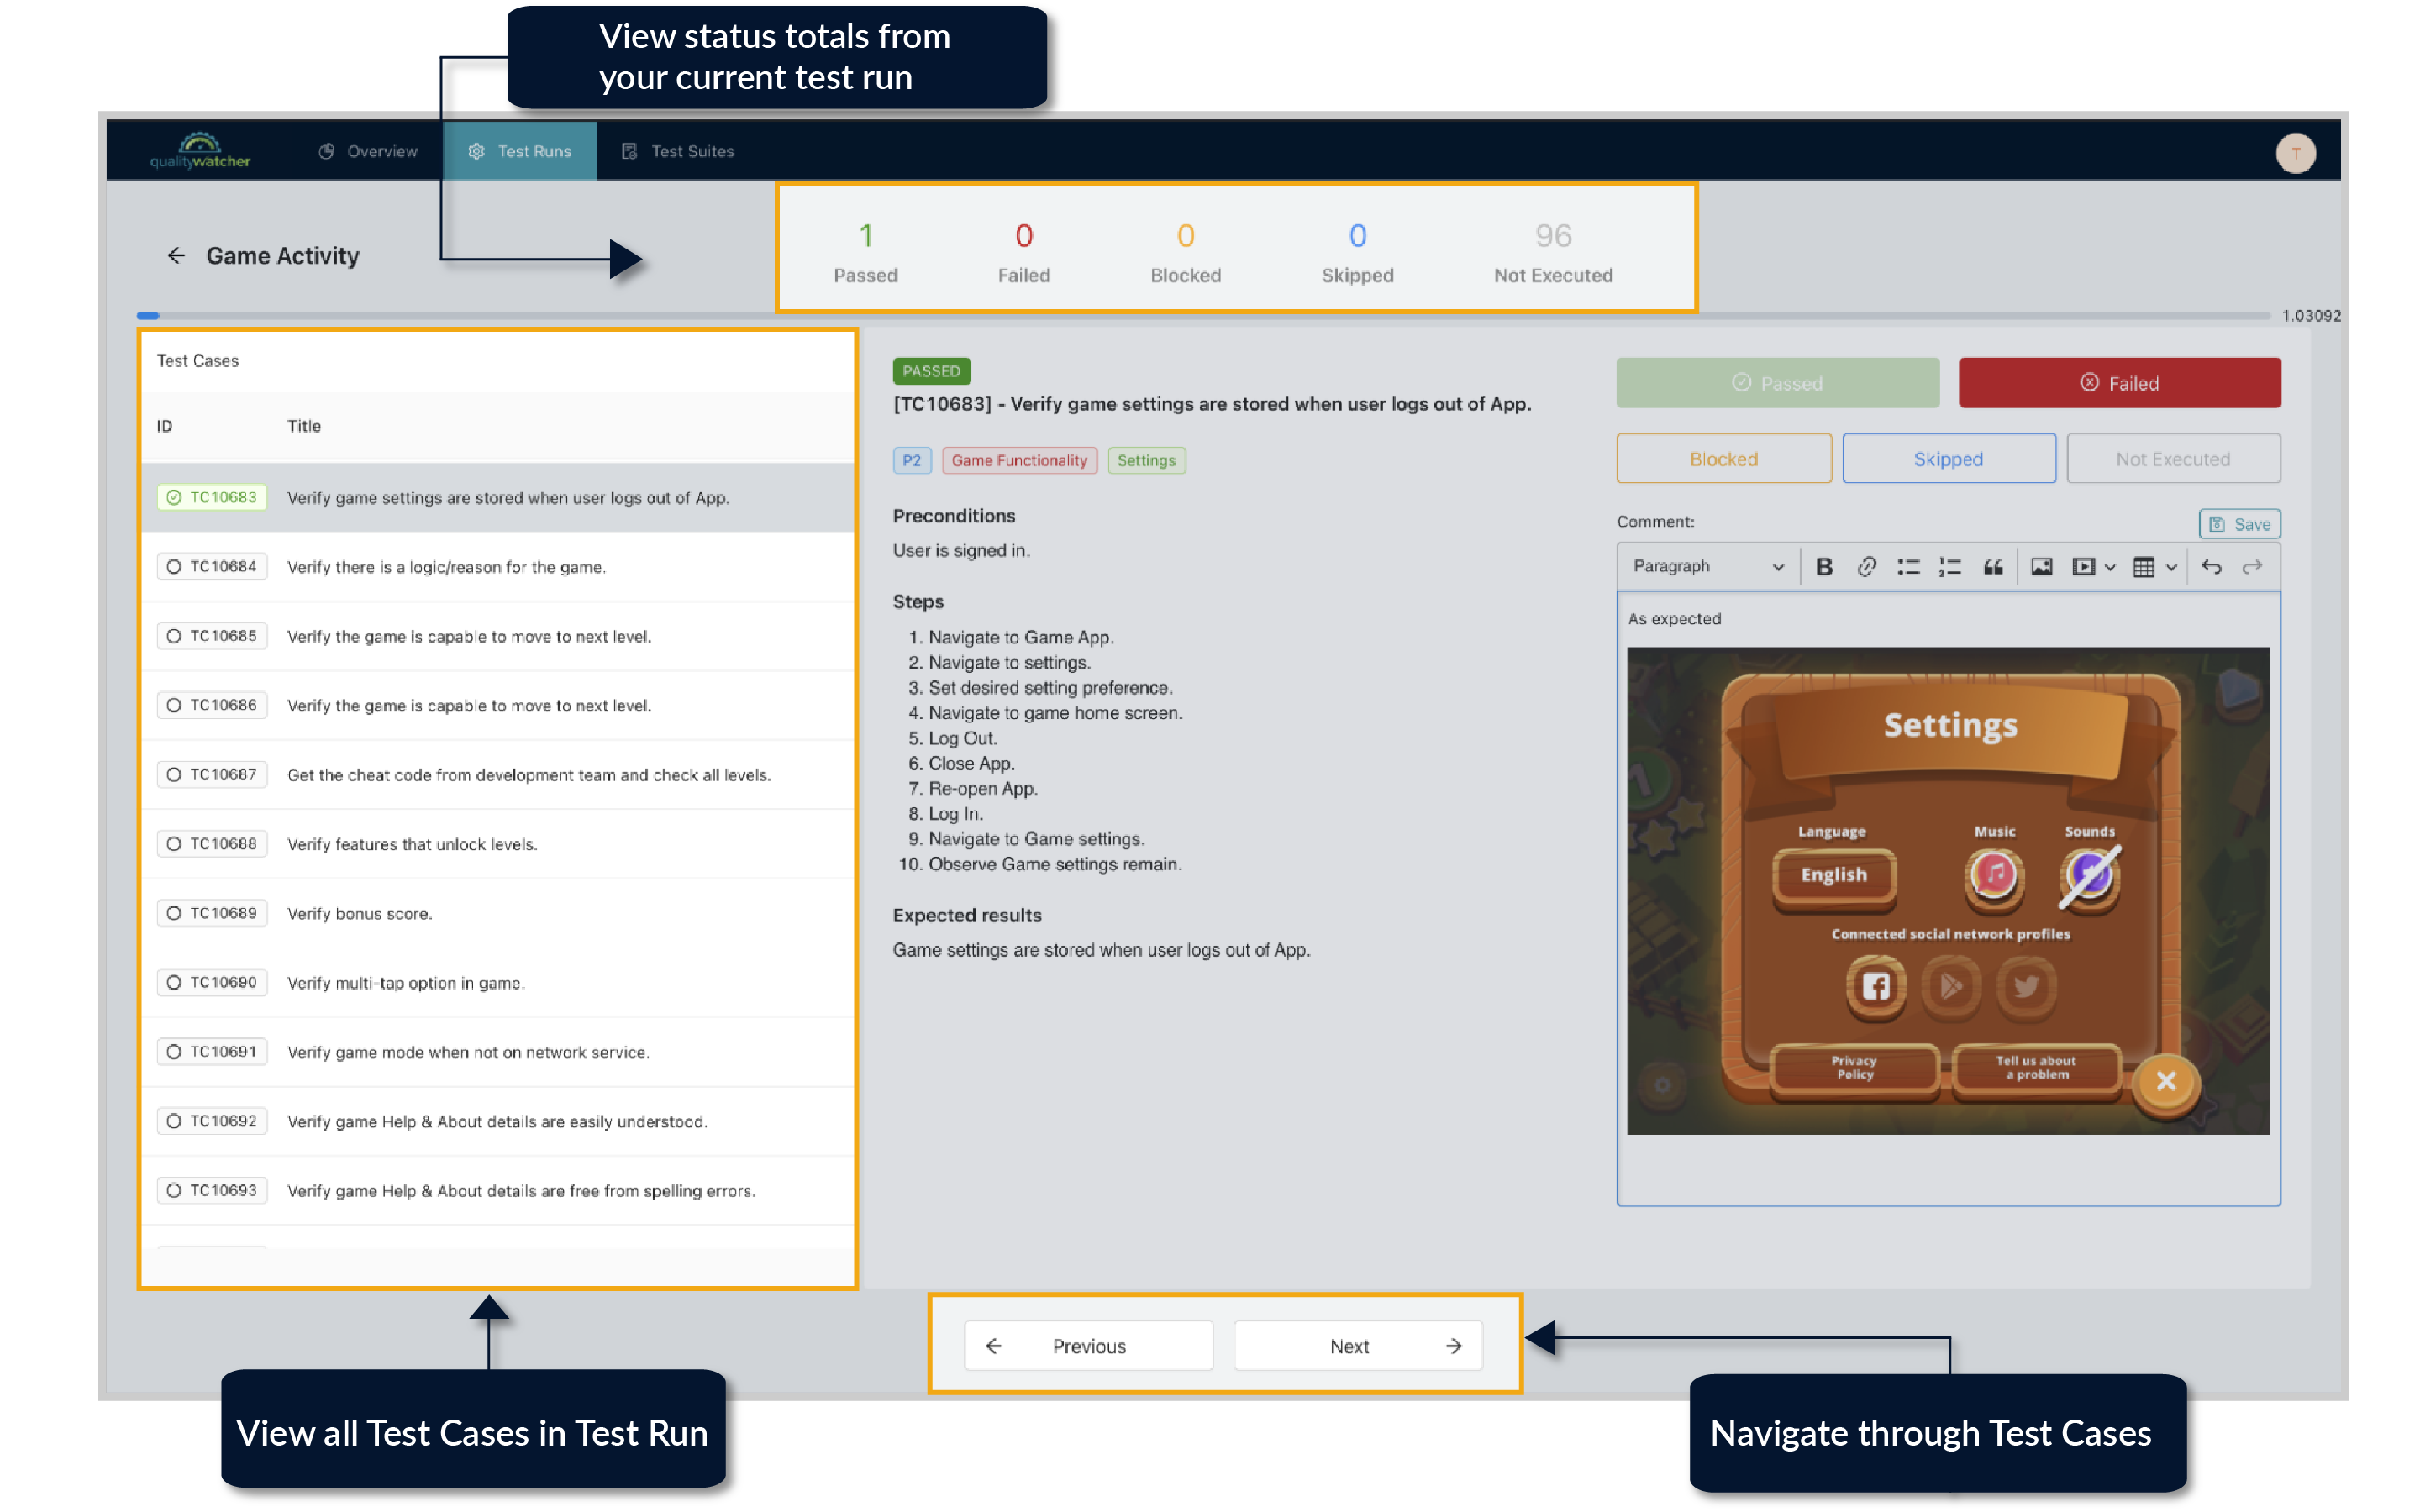 View status totals from
your current test run
qualitywatcher
Overview
Test Runs
Test Suites
T
Game Activity
1
Passed
0
Failed
0
Blocked
0
Skipped
96
Not Executed
1.03092
Test Cases
ID Title
TC10683 Verify game settings are stored when user logs out of App.
TC10684 Verify there is a logic/reason for the game.
TC10685 Verify the game is capable to move to next level.
TC10686 Verify the game is capable to move to next level.
TC10687 Get the cheat code from development team and check all levels.
TC10688 Verify features that unlock levels.
TC10689 Verify bonus score.
TC10690 Verify multi-tap option in game.
TC10691 Verify game mode when not on network service.
TC10692 Verify game Help & About details are easily understood.
TC10693 Verify game Help & About details are free from spelling errors.
PASSED
[TC10683] - Verify game settings are stored when user logs out of App.
P2 Game Functionality Settings
Preconditions
User is signed in.
Steps
1. Navigate to Game App.
2. Navigate to settings.
3. Set desired setting preference.
4. Navigate to game home screen.
5. Log Out.
6. Close App.
7. Re-open App.
8. Log In.
9. Navigate to Game settings.
10. Observe Game settings remain.
Expected results
Game settings are stored when user logs out of App.
Passed
Failed
Blocked
Skipped
Not Executed
Comment:
Save
Paragraph
B
As expected
1
Settings
Language Music Sounds
English
Connected social network profiles
Privacy
Policy
Tell us about
a problem
Previous
Next
View all Test Cases in Test Run
Navigate through Test Cases